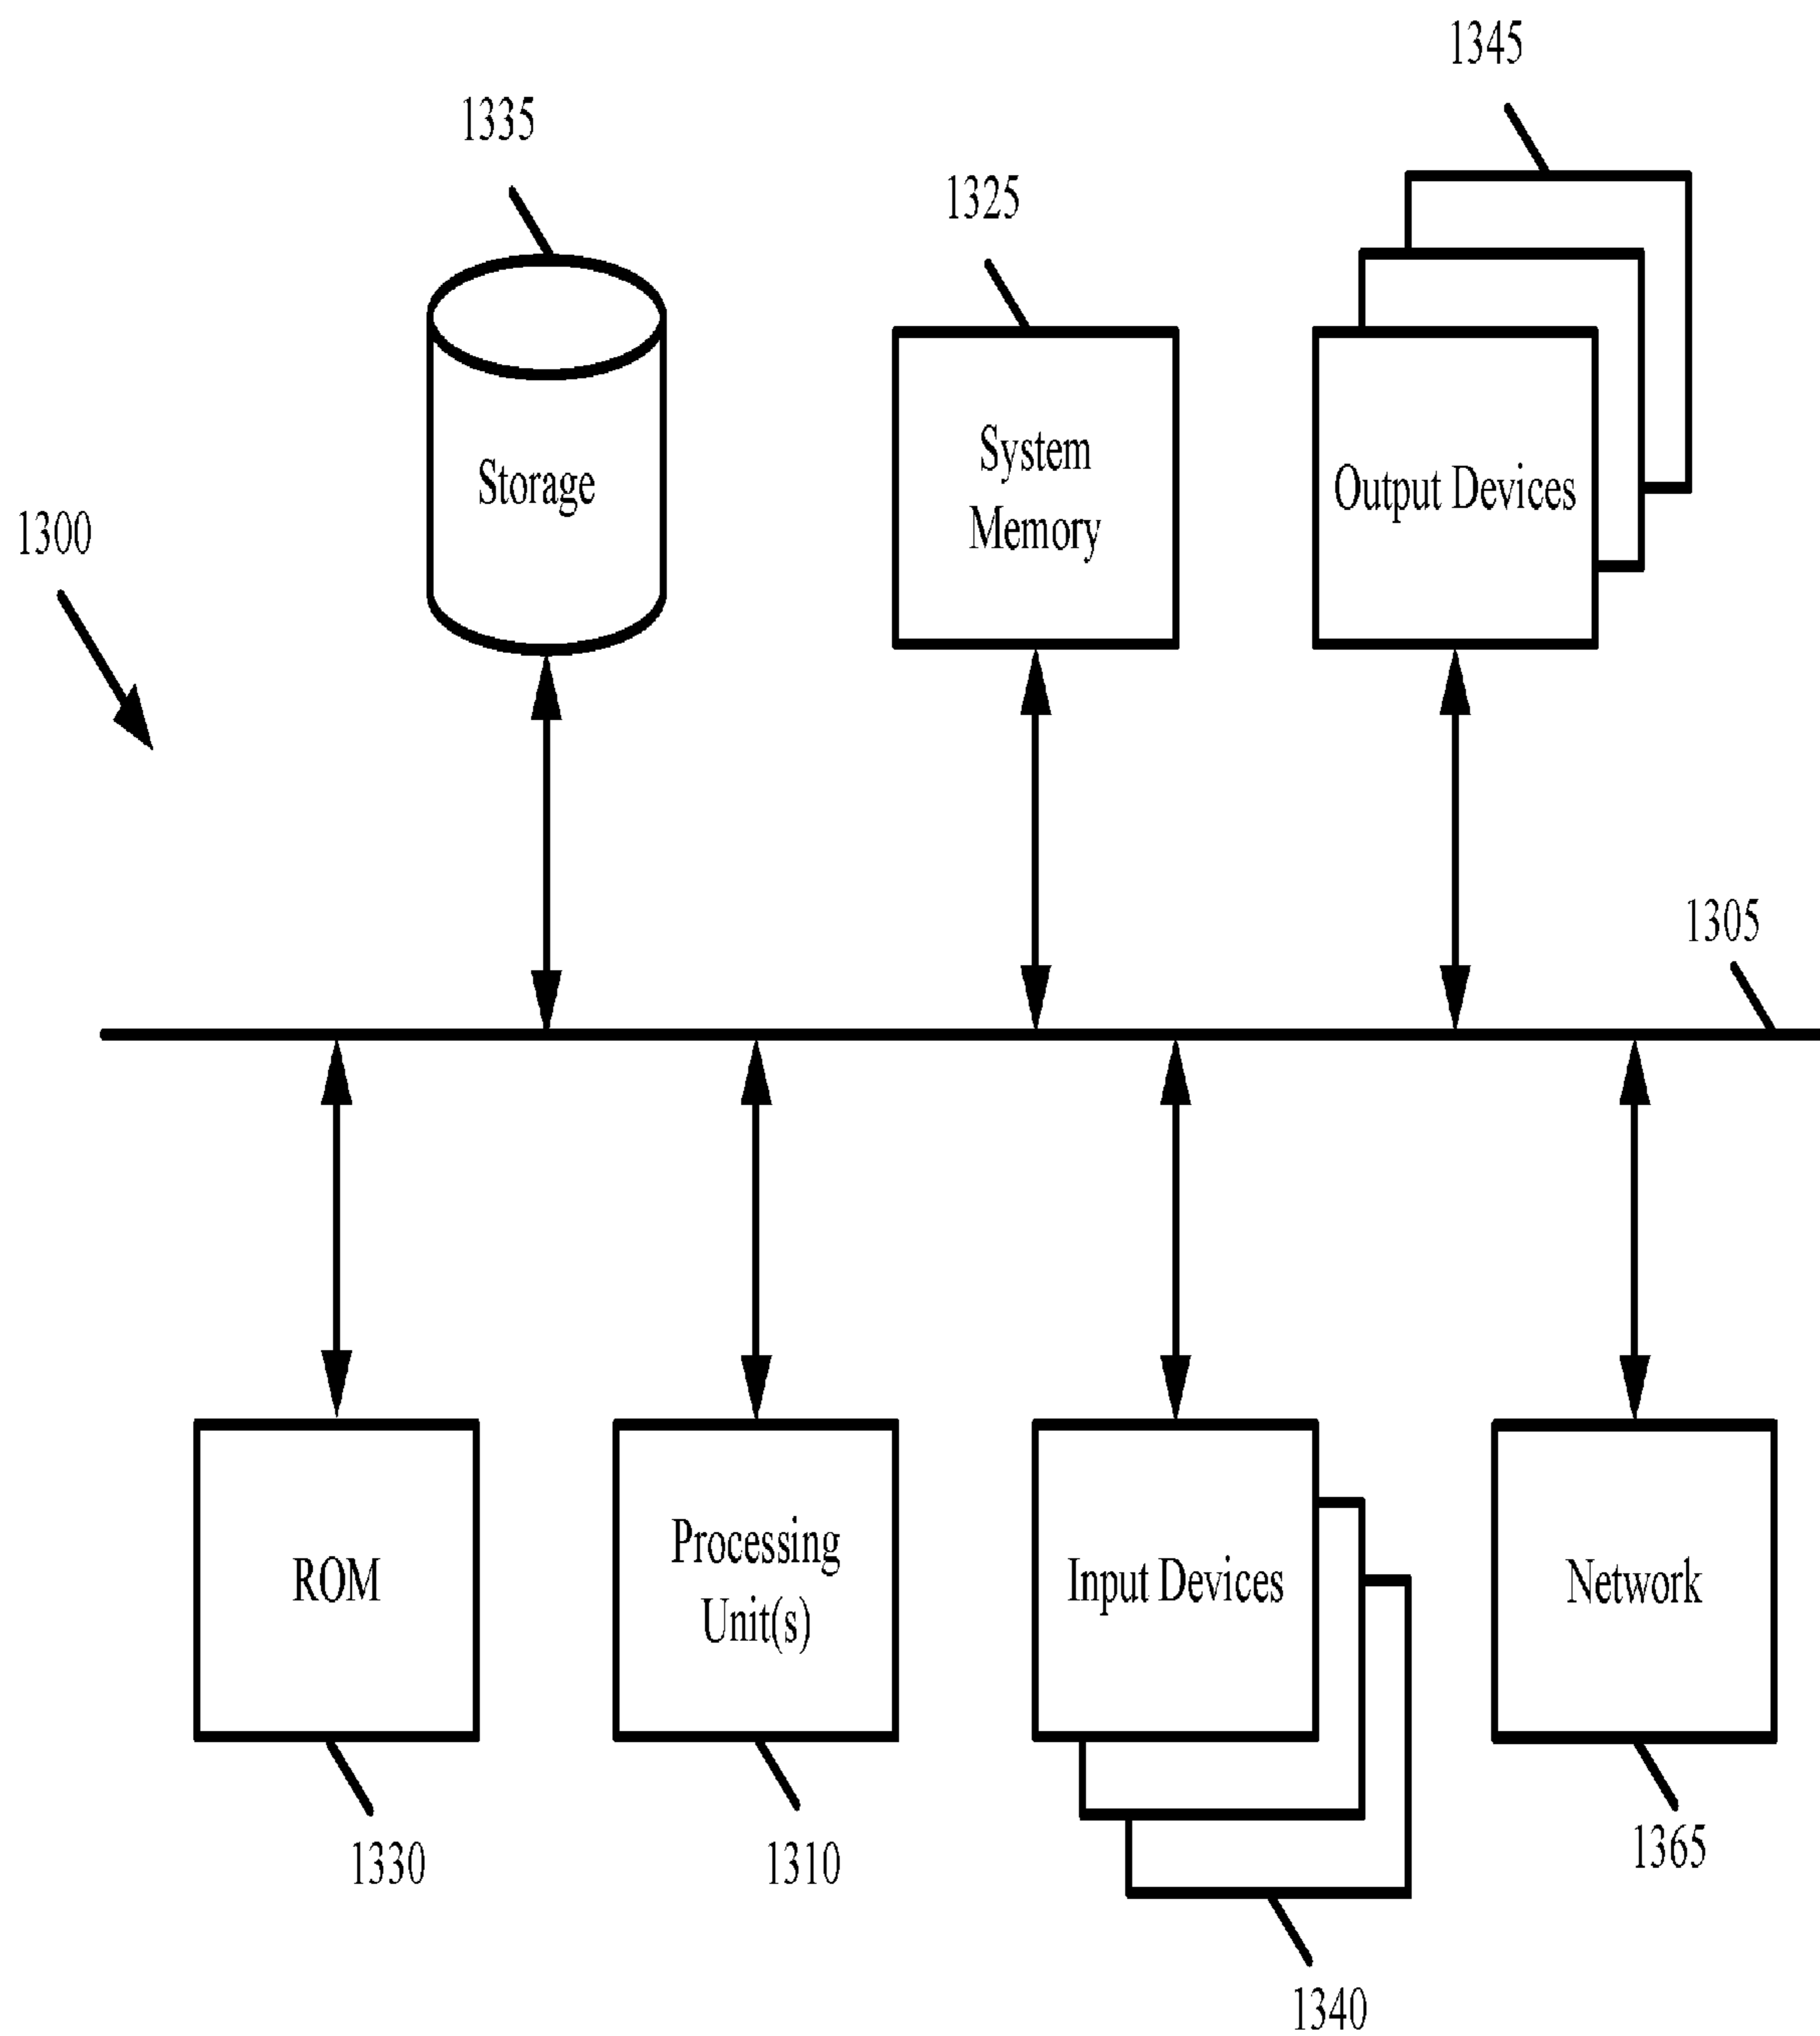 1345
1335
1325
System
Memory
Storage
Output Devices
1300
1305
ROM
Processing
Unit(s)
Input Devices
Network
1330
1310
1365
1340